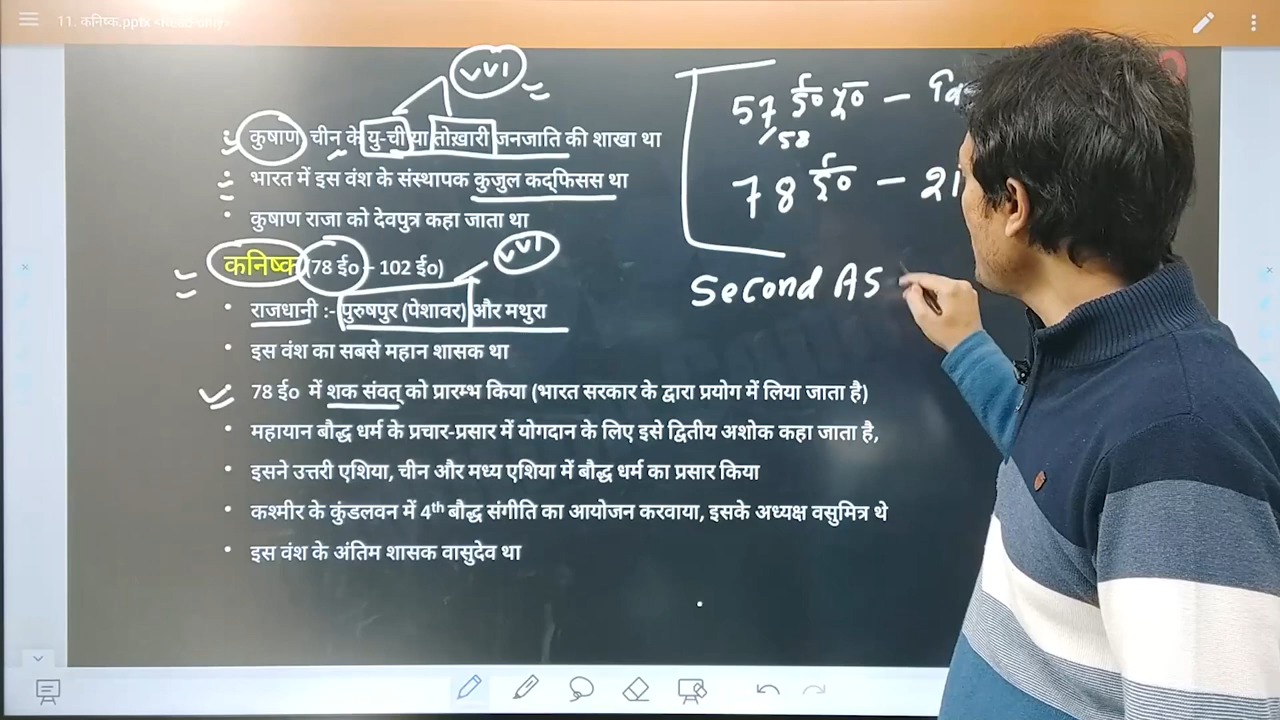 11. कनिष्क.pptx <Read-only>
VVI
कुषाण चीन के यु-ची या तोख़ारी जनजाति की शाखा था
भारत में इस वंश के संस्थापक कुजुल कद्फिसस था
कुषाण राजा को देवपुत्र कहा जाता था
कनिष्क (78 ई० - 102 ई०)
VVI
राजधानी :- पुरुषपुर (पेशावर) और मथुरा
इस वंश का सबसे महान शासक था
78 ई० में शक संवत् को प्रारम्भ किया (भारत सरकार के द्वारा प्रयोग में लिया जाता है)
महायान बौद्ध धर्म के प्रचार-प्रसार में योगदान के लिए इसे द्वितीय अशोक कहा जाता है,
इसने उत्तरी एशिया, चीन और मध्य एशिया में बौद्ध धर्म का प्रसार किया
कश्मीर के कुंडलवन में 4th बौद्ध संगीति का आयोजन करवाया, इसके अध्यक्ष वसुमित्र थे
इस वंश के अंतिम शासक वासुदेव था
57 ई० पू० –
/58
78 ई० –
Second AS